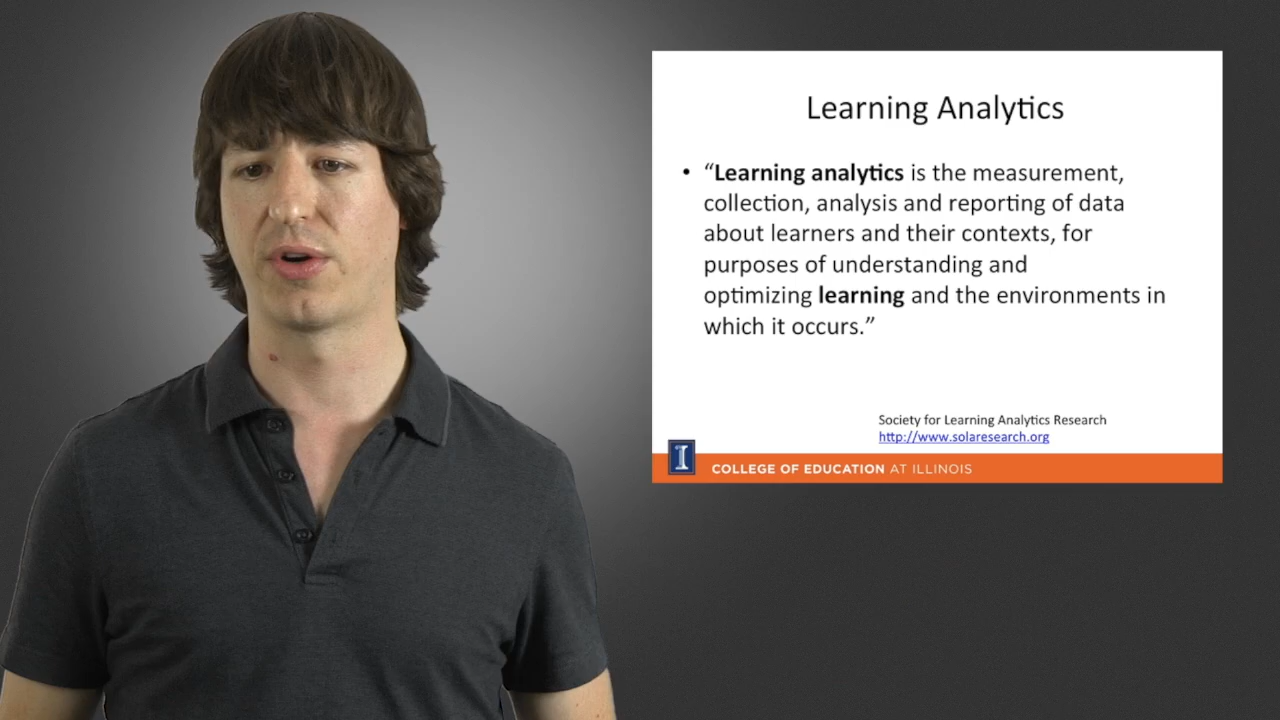 Learning Analytics
• “Learning analytics is the measurement,
collection, analysis and reporting of data
about learners and their contexts, for
purposes of understanding and
optimizing learning and the environments in
which it occurs.”
Society for Learning Analytics Research
http://www.solaresearch.org
I
COLLEGE OF EDUCATION AT ILLINOIS